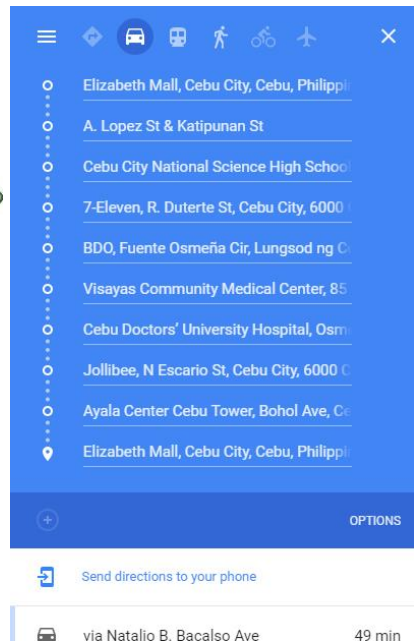 Elizabeth Mall, Cebu City, Cebu, Philippi
A. Lopez St & Katipunan St
Cebu City National Science High Schoo
7-Eleven, R. Duterte St, Cebu City, 6000
BDO, Fuente Osmeña Cir, Lungsod ng C
Visayas Community Medical Center, 85
Cebu Doctors' University Hospital, Osm
Jollibee, N Escario St, Cebu City, 6000 C
Ayala Center Cebu Tower, Bohol Ave, Ce
Elizabeth Mall, Cebu City, Cebu, Philippi
OPTIONS
Send directions to your phone
via Natalio B. Bacalso Ave 49 min